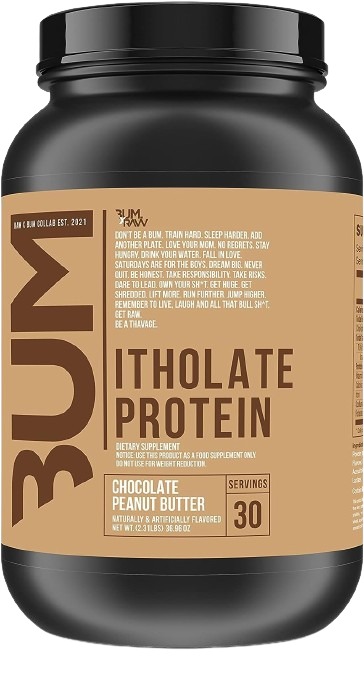 RAW X BUM COLLAB EST. 2021
BUM
BUM
X RAW
DON'T BE A BUM. TRAIN HARD. SLEEP HARDER. ADD
ANOTHER PLATE. LOVE YOUR MOM. NO REGRETS. STAY
HUNGRY. DRINK YOUR WATER. FALL IN LOVE.
SATURDAYS ARE FOR THE BOYS. DREAM BIG. NEVER
QUIT. BE HONEST. TAKE RESPONSIBILITY. TAKE RISKS.
DARE TO LEAD. OWN YOUR SH*T. GET HUGE. GET
SHREDDED. LIFT MORE. RUN FURTHER. JUMP HIGHER.
REMEMBER TO LIVE, LAUGH AND ALL THAT BULL SH*T.
GET RAW.
BE A THAVAGE.
ITHOLATE
PROTEIN
DIETARY SUPPLEMENT
NOTICE: USE THIS PRODUCT AS A FOOD SUPPLEMENT ONLY.
DO NOT USE FOR WEIGHT REDUCTION.
CHOCOLATE
PEANUT BUTTER
NATURALLY & ARTIFICIALLY FLAVORED
NET WT. (2.31LBS) 36.96 OZ
SERVINGS
30